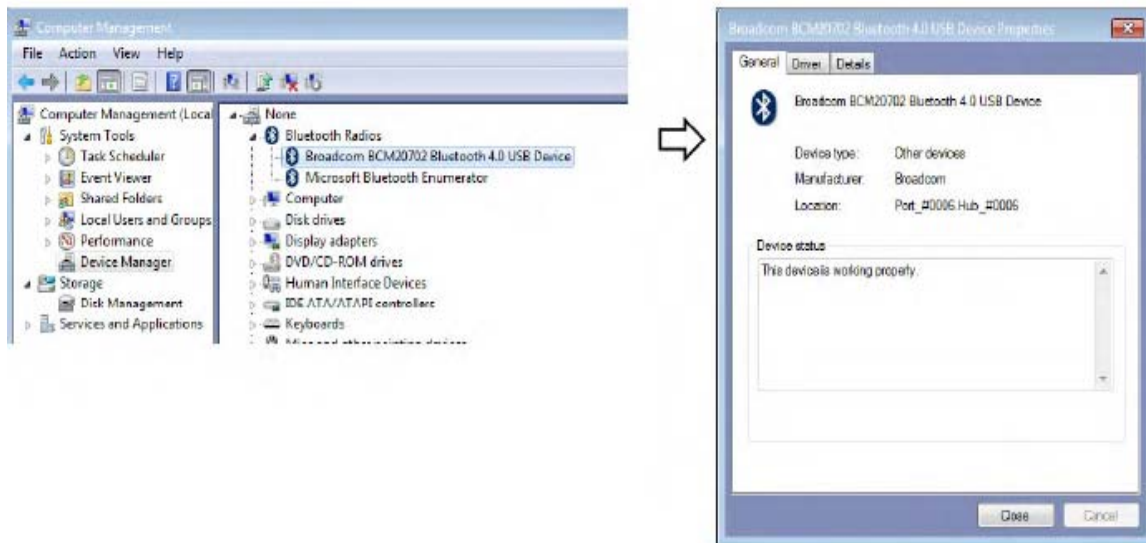 Computer Management
File Action View Help
Computer Management (Local
System Tools
Task Scheduler
Event Viewer
Shared Folders
Local Users and Groups
Performance
Device Manager
Storage
Disk Management
Services and Applications
None
Bluetooth Radios
Broadcom BCM20702 Bluetooth 4.0 USB Device
Microsoft Bluetooth Enumerator
Computer
Disk drives
Display adapters
DVD/CD-ROM drives
Human Interface Devices
IDE ATA/ATAPI controllers
Keyboards
Mice and other pointing devices
Broadcom BCM20702 Bluetooth 4.0 USB Device Properties
General Driver Details
Broadcom BCM20702 Bluetooth 4.0 USB Device
Device type: Other devices
Manufacturer: Broadcom
Location: Port_#0006.Hub_#0006
Device status
This device is working properly.
Close Cancel